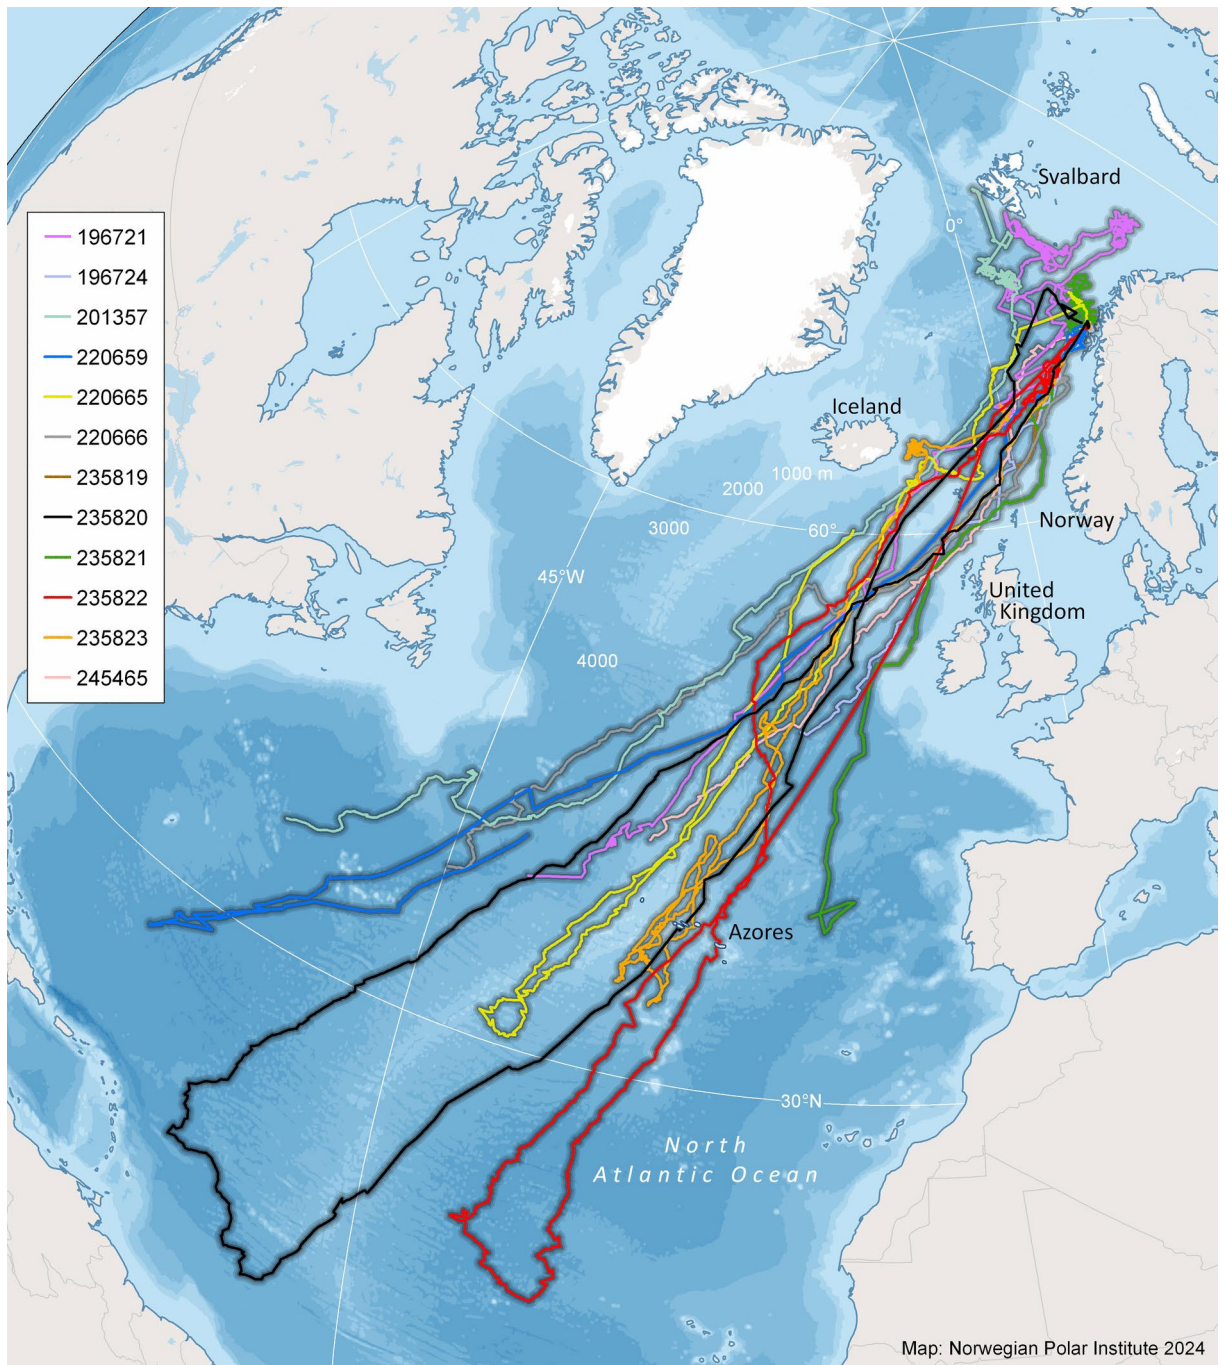 Svalbard
0°
196721
196724
201357
220659
220665
220666
235819
235820
235821
235822
235823
245465
Iceland
1000 m
2000
3000
60°
Norway
45°W
United
Kingdom
4000
Azores
30ºN
North
Atlantic Ocean
Map: Norwegian Polar Institute 2024